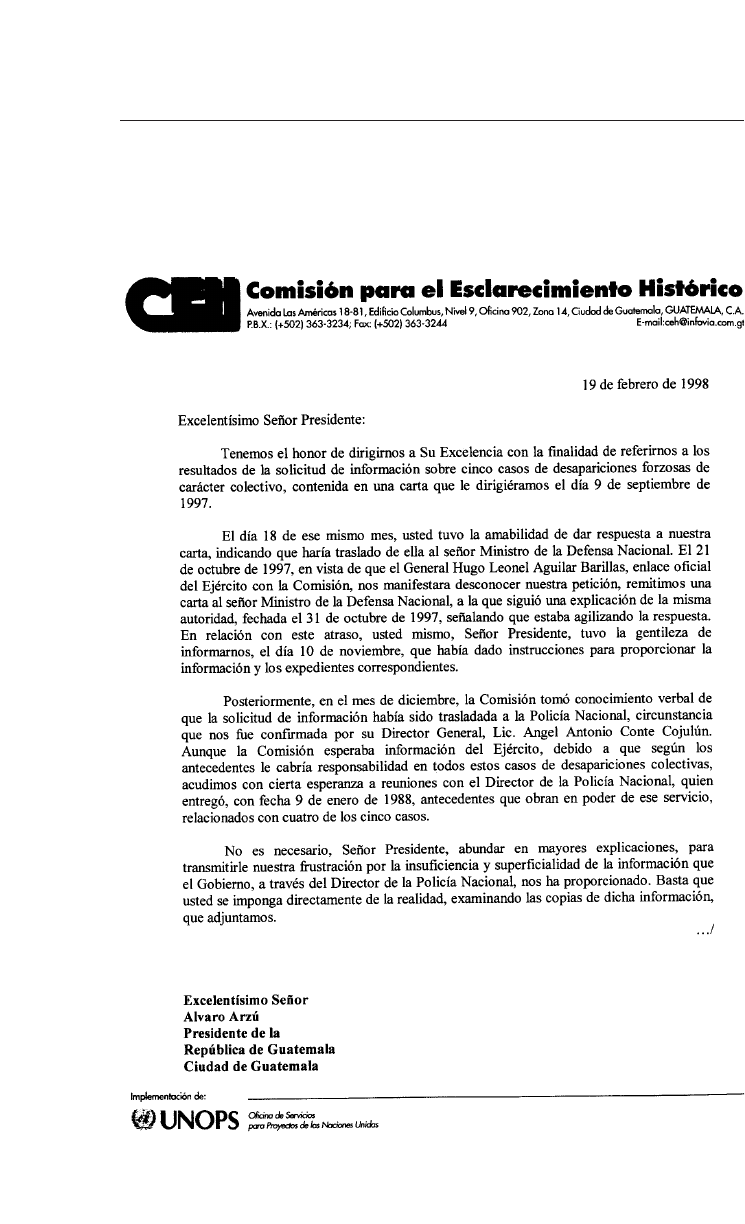 CEH Comisión para el Esclarecimiento Histórico
Avenida Las Américas 18-81, Edificio Columbus, Nivel 9, Oficina 902, Zona 14, Ciudad de Guatemala, GUATEMALA, C.A.
P.B.X.: (+502) 363-3234; Fax: (+502) 363-3244 E-mail:ceh@infovia.com.gt
19 de febrero de 1998
Excelentísimo Señor Presidente:
Tenemos el honor de dirigirnos a Su Excelencia con la finalidad de referirnos a los
resultados de la solicitud de información sobre cinco casos de desapariciones forzosas de
carácter colectivo, contenida en una carta que le dirigiéramos el día 9 de septiembre de
1997.
El día 18 de ese mismo mes, usted tuvo la amabilidad de dar respuesta a nuestra
carta, indicando que haría traslado de ella al señor Ministro de la Defensa Nacional. El 21
de octubre de 1997, en vista de que el General Hugo Leonel Aguilar Barillas, enlace oficial
del Ejército con la Comisión, nos manifestara desconocer nuestra petición, remitimos una
carta al señor Ministro de la Defensa Nacional, a la que siguió una explicación de la misma
autoridad, fechada el 31 de octubre de 1997, señalando que estaba agilizando la respuesta.
En relación con este atraso, usted mismo, Señor Presidente, tuvo la gentileza de
informarnos, el día 10 de noviembre, que había dado instrucciones para proporcionar la
información y los expedientes correspondientes.
Posteriormente, en el mes de diciembre, la Comisión tomó conocimiento verbal de
que la solicitud de información había sido trasladada a la Policía Nacional, circunstancia
que nos fue confirmada por su Director General, Lic. Angel Antonio Conte Cojulún.
Aunque la Comisión esperaba información del Ejército, debido a que según los
antecedentes le cabría responsabilidad en todos estos casos de desapariciones colectivas,
acudimos con cierta esperanza a reuniones con el Director de la Policía Nacional, quien
entregó, con fecha 9 de enero de 1988, antecedentes que obran en poder de ese servicio,
relacionados con cuatro de los cinco casos.
No es necesario, Señor Presidente, abundar en mayores explicaciones, para
transmitirle nuestra frustración por la insuficiencia y superficialidad de la información que
el Gobierno, a través del Director de la Policía Nacional, nos ha proporcionado. Basta que
usted se imponga directamente de la realidad, examinando las copias de dicha información,
que adjuntamos.
.../
Excelentísimo Señor
Alvaro Arzú
Presidente de la
República de Guatemala
Ciudad de Guatemala
Implementación de:
UNOPS Oficina de Servicios
para Proyectos de las Naciones Unidas